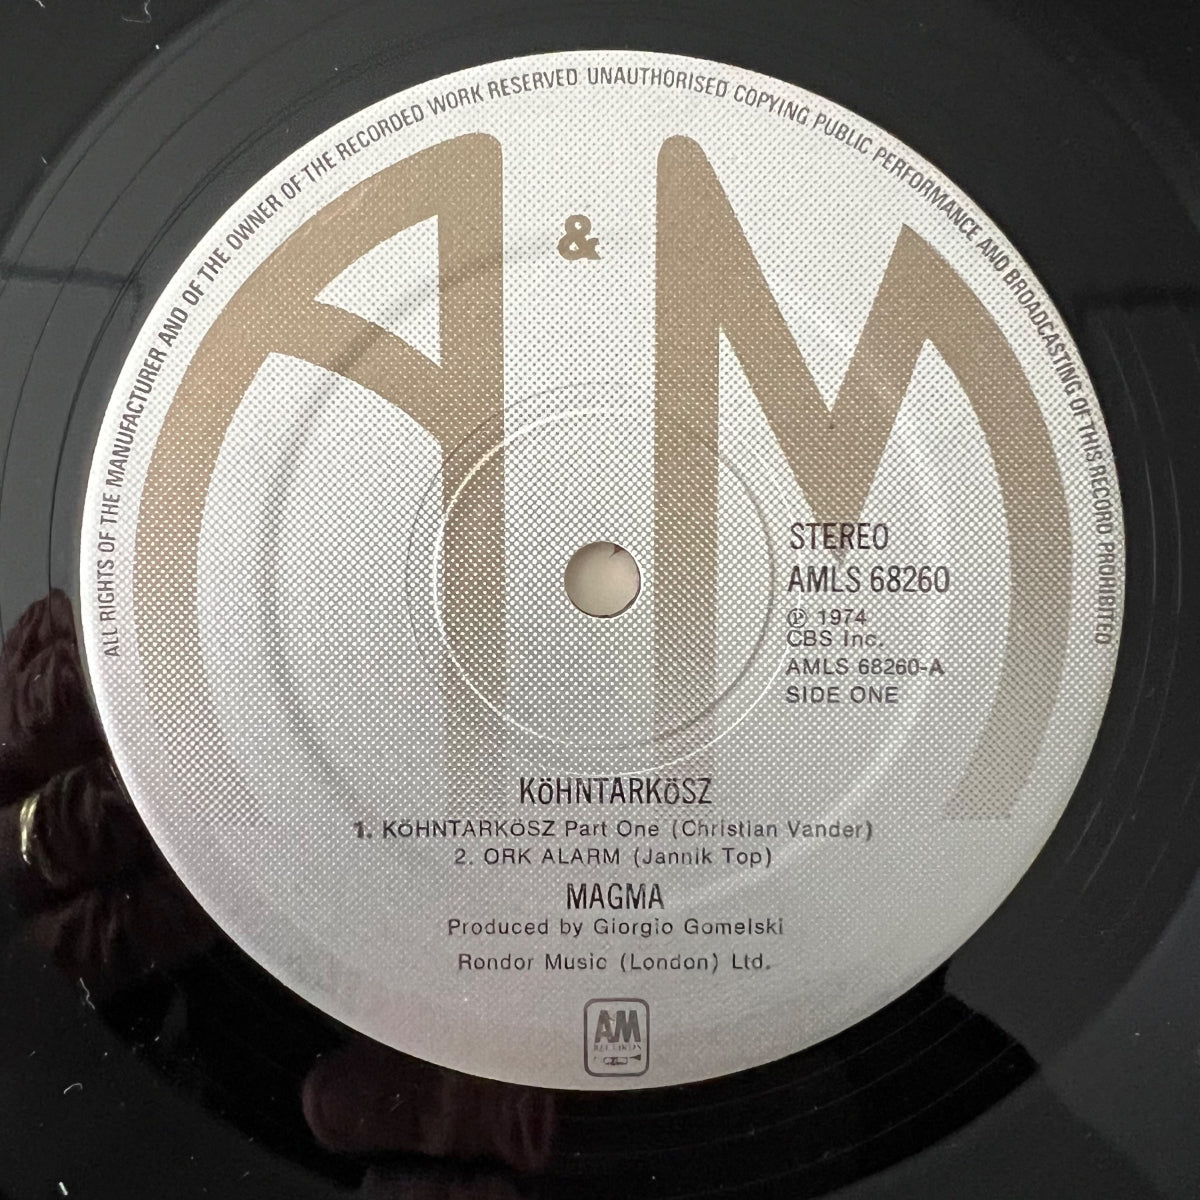 ALL RIGHTS OF THE MANUFACTURER AND OF THE OWNER OF THE RECORDED WORK RESERVED UNAUTHORISED COPYING PUBLIC PERFORMANCE AND BROADCASTING OF THIS RECORD PROHIBITED
A & M
STEREO
AMLS 68260
℗ 1974
CBS Inc.
AMLS 68260-A
SIDE ONE
KöHNTARKöSZ
1. KÖHNTARKÖSZ Part One (Christian Vander)
2. ORK ALARM (Jannik Top)
MAGMA
Produced by Giorgio Gomelski
Rondor Music (London) Ltd.
A&M
RECORDS